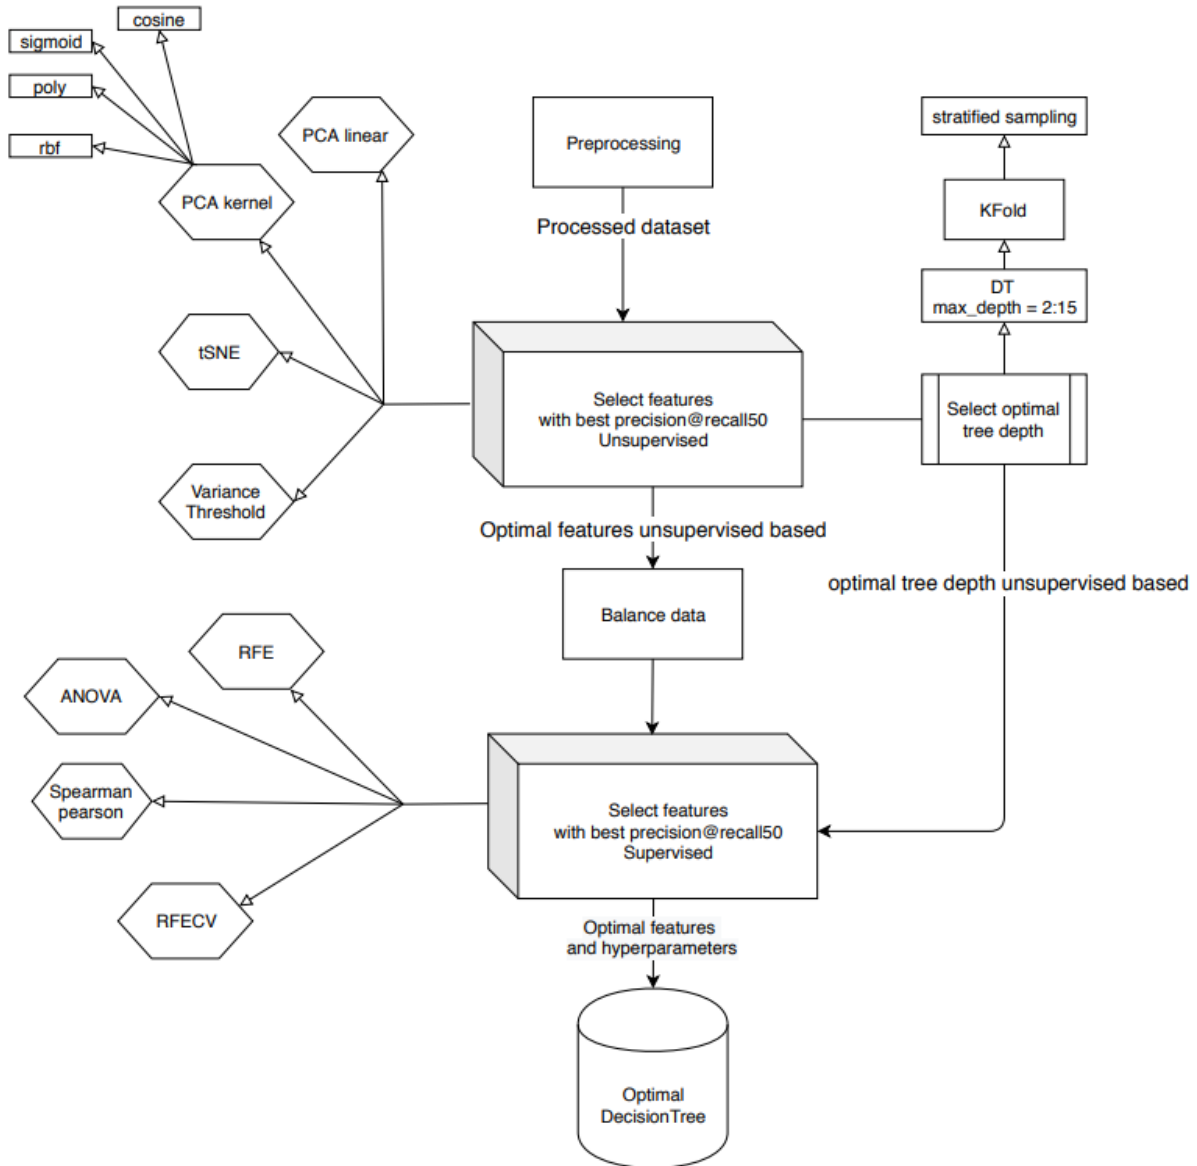 cosine
sigmoid
poly
rbf
PCA kernel
PCA linear
Preprocessing
stratified sampling
KFold
DT
max_depth = 2:15
Processed dataset
tSNE
Select features
with best precision@recall50
Unsupervised
Select optimal
tree depth
Variance
Threshold
Optimal features unsupervised based
optimal tree depth unsupervised based
Balance data
RFE
ANOVA
Spearman
pearson
RFECV
Select features
with best precision@recall50
Supervised
Optimal features
and hyperparameters
Optimal
DecisionTree